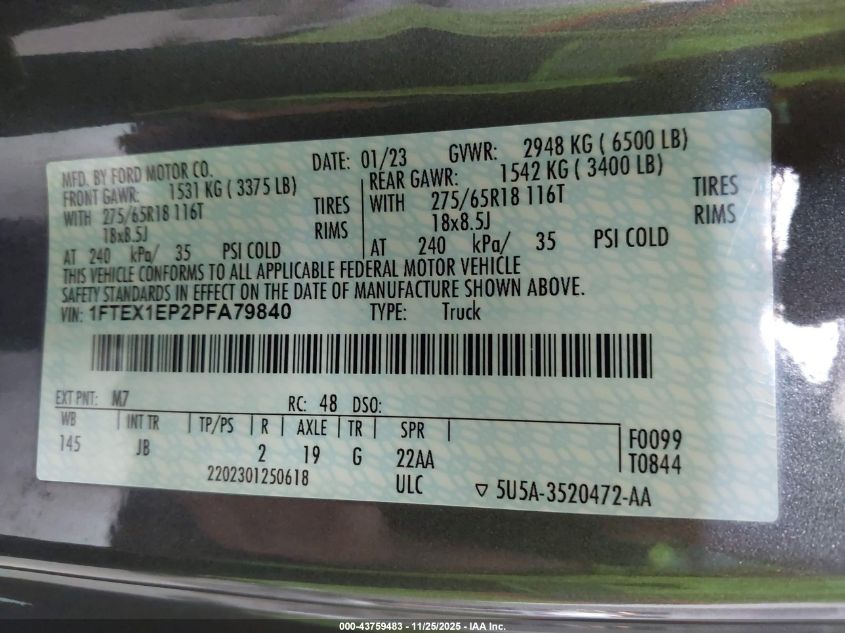 MFD. BY FORD MOTOR CO. DATE: 01/23 GVWR: 2948 KG ( 6500 LB)
FRONT GAWR: 1531 KG ( 3375 LB) REAR GAWR: 1542 KG ( 3400 LB)
WITH 275/65R18 116T TIRES WITH 275/65R18 116T TIRES
18x8.5J RIMS 18x8.5J RIMS
AT 240 kPa/ 35 PSI COLD AT 240 kPa/ 35 PSI COLD
THIS VEHICLE CONFORMS TO ALL APPLICABLE FEDERAL MOTOR VEHICLE
SAFETY STANDARDS IN EFFECT ON THE DATE OF MANUFACTURE SHOWN ABOVE.
VIN: 1FTEX1EP2PFA79840 TYPE: Truck
EXT PNT: M7 RC: 48 DSO:
WB INT TR TP/PS R AXLE TR SPR F0099
145 JB 2 19 G 22AA T0844
2202301250618 ULC 5U5A-3520472-AA
000-43759483 - 11/25/2025 - IAA Inc.